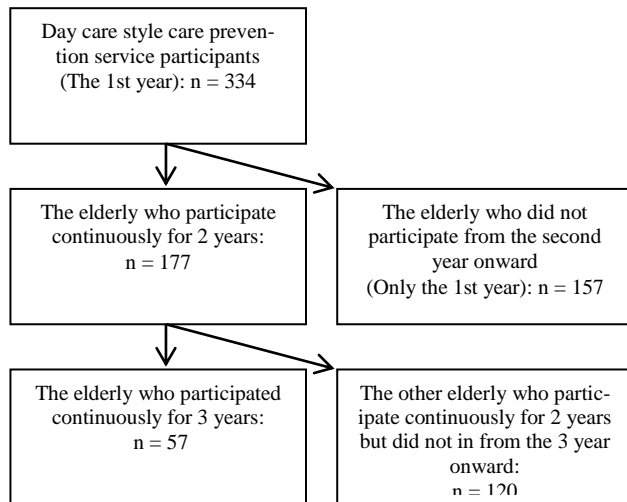 Day care style care preven-
tion service participants
(The 1st year): n = 334
The elderly who participate
continuously for 2 years:
n = 177
The elderly who did not
participate from the second
year onward
(Only the 1st year): n = 157
The elderly who participated
continuously for 3 years:
n = 57
The other elderly who partic-
ipate continuously for 2 years
but did not in from the 3 year
onward:
n = 120